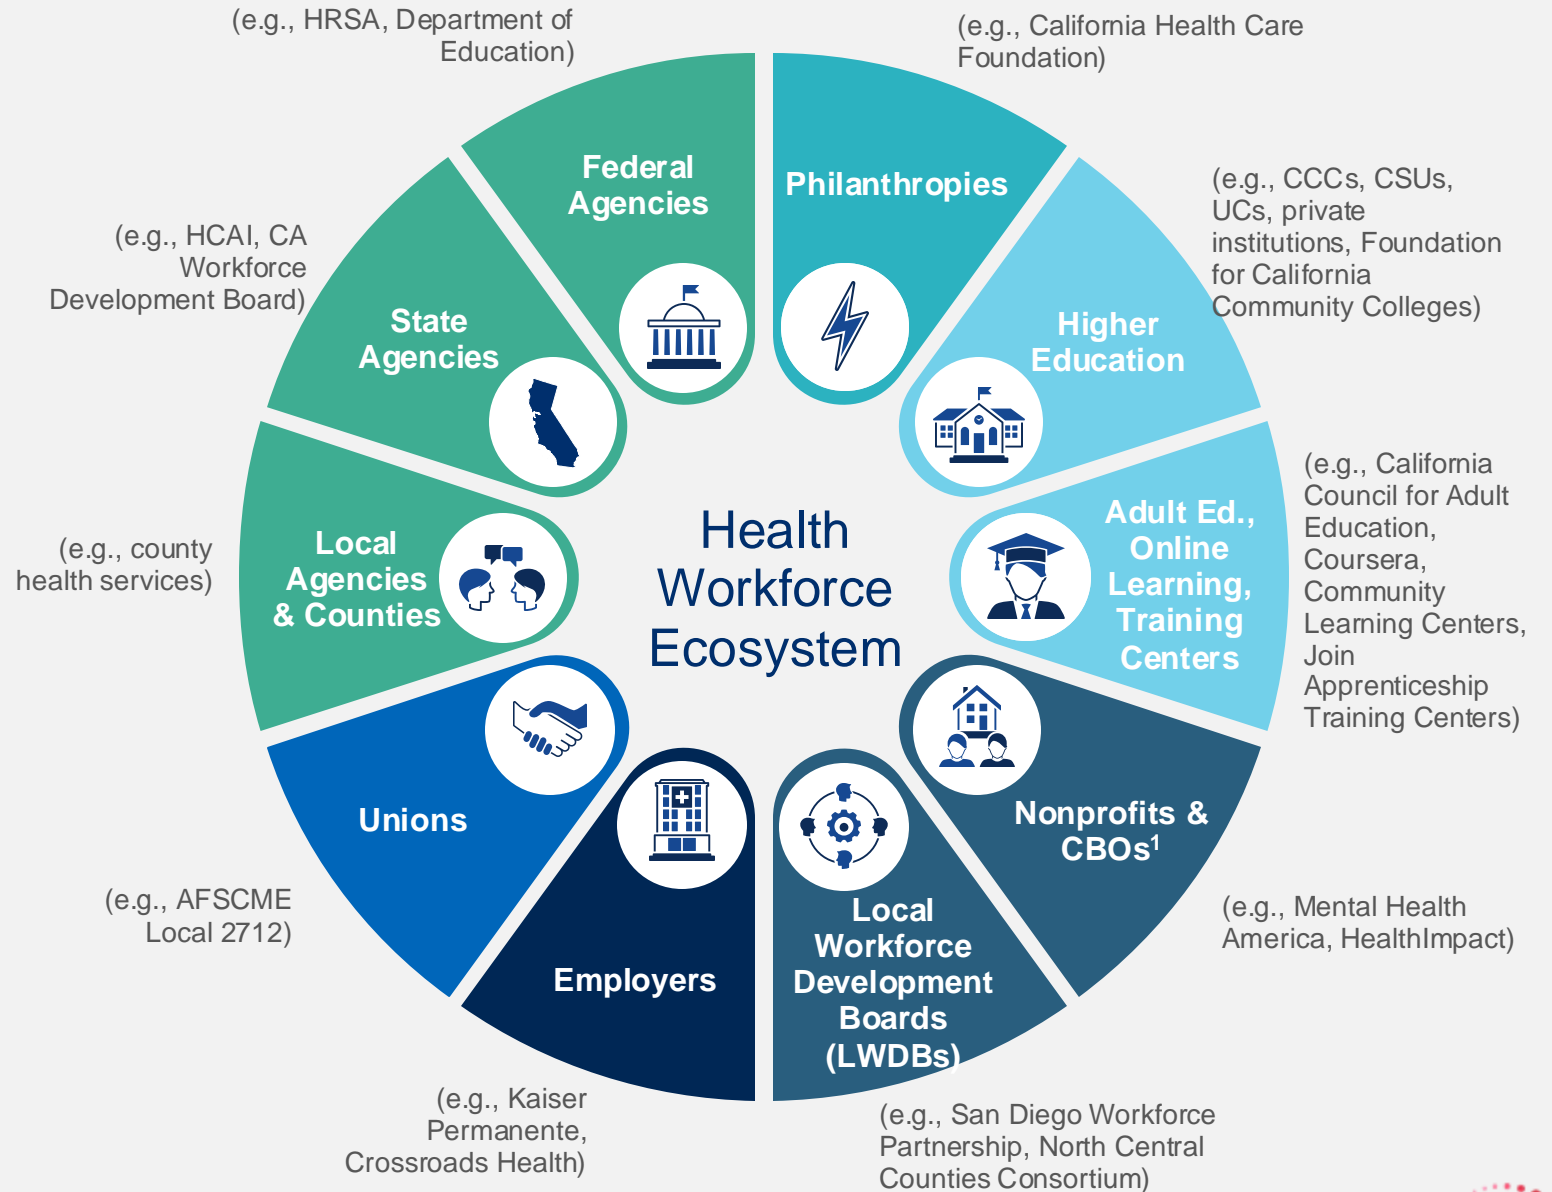 (e.g., HRSA, Department of
Education)
(e.g., California Health Care
Foundation)
Federal
Agencies
Philanthropies
(e.g., CCCs, CSUs,
UCs, private
institutions, Foundation
for California
Community Colleges)
(e.g., HCAI, CA
Workforce
Development Board)
State
Agencies
Higher
Education
(e.g., California
Council for Adult
Education,
Coursera,
Community
Learning Centers,
Join
Apprenticeship
Training Centers)
Adult Ed.,
Online
Learning,
Training
Centers
Health
Workforce
Ecosystem
(e.g., county
health services)
Local
Agencies
& Counties
Unions
Nonprofits &
CBOs¹
(e.g., AFSCME
Local 2712)
(e.g., Mental Health
America, HealthImpact)
Employers
Local
Workforce
Development
Boards
(LWDBs)
(e.g., Kaiser
Permanente,
Crossroads Health)
(e.g., San Diego Workforce
Partnership, North Central
Counties Consortium)